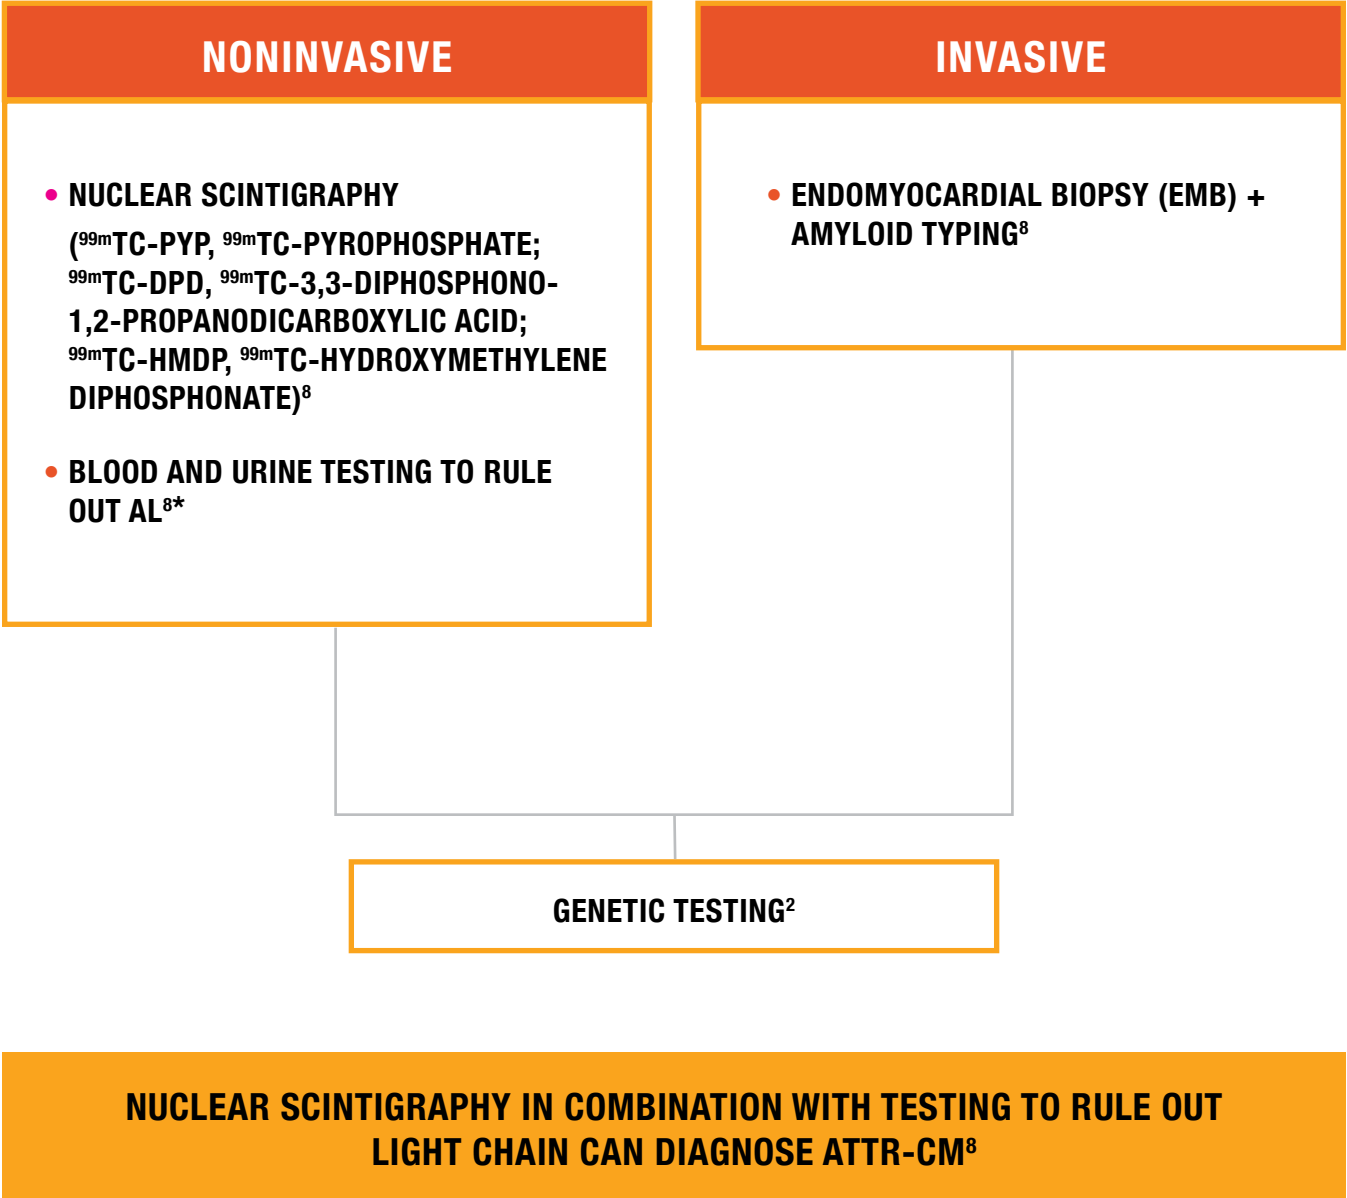 NONINVASIVE
• NUCLEAR SCINTIGRAPHY
(⁹⁹ᵐTC-PYP, ⁹⁹ᵐTC-PYROPHOSPHATE;
⁹⁹ᵐTC-DPD, ⁹⁹ᵐTC-3,3-DIPHOSPHONO-
1,2-PROPANODICARBOXYLIC ACID;
⁹⁹ᵐTC-HMDP, ⁹⁹ᵐTC-HYDROXYMETHYLENE
DIPHOSPHONATE)⁸
• BLOOD AND URINE TESTING TO RULE
OUT AL⁸*
INVASIVE
• ENDOMYOCARDIAL BIOPSY (EMB) +
AMYLOID TYPING⁸
GENETIC TESTING²
NUCLEAR SCINTIGRAPHY IN COMBINATION WITH TESTING TO RULE OUT
LIGHT CHAIN CAN DIAGNOSE ATTR-CM⁸